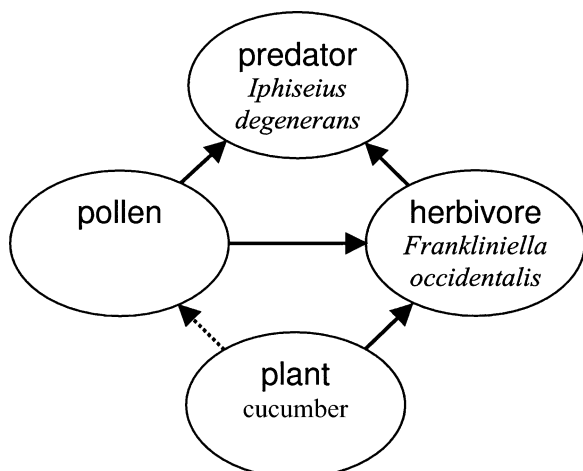 predator
Iphiseius
degenerans
pollen
herbivore
Frankliniella
occidentalis
plant
cucumber